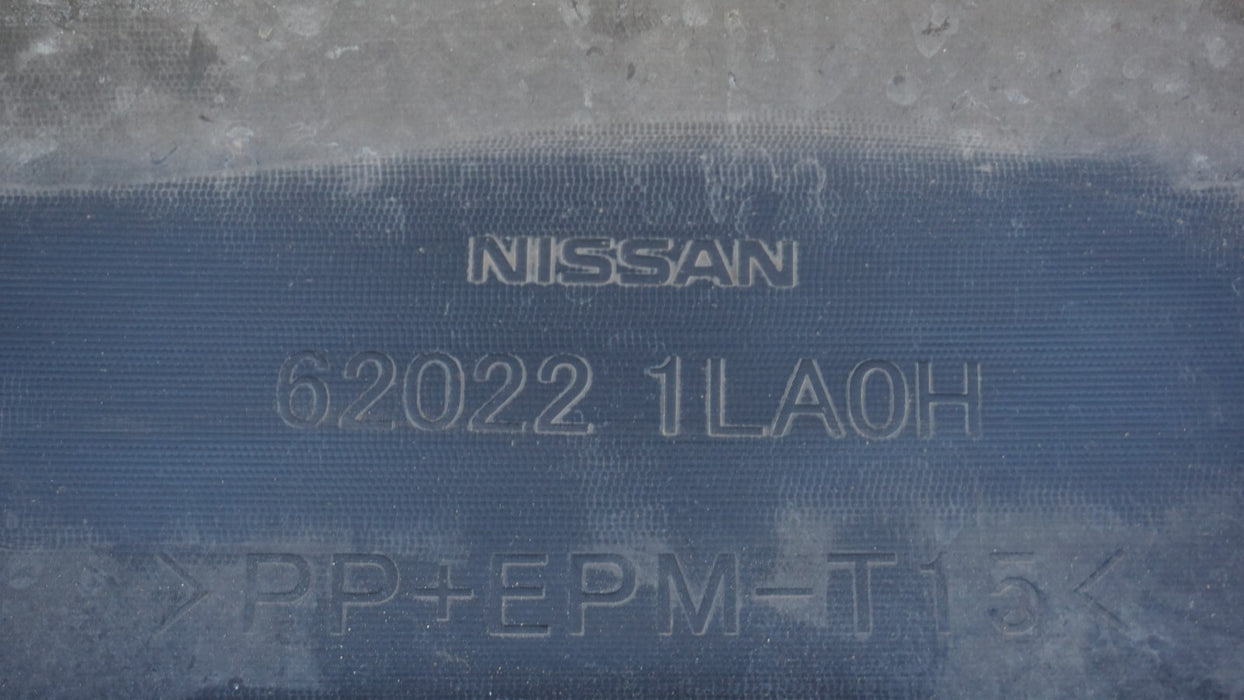 NISSAN
62022 1LA0H
>PP+EPM-T15<